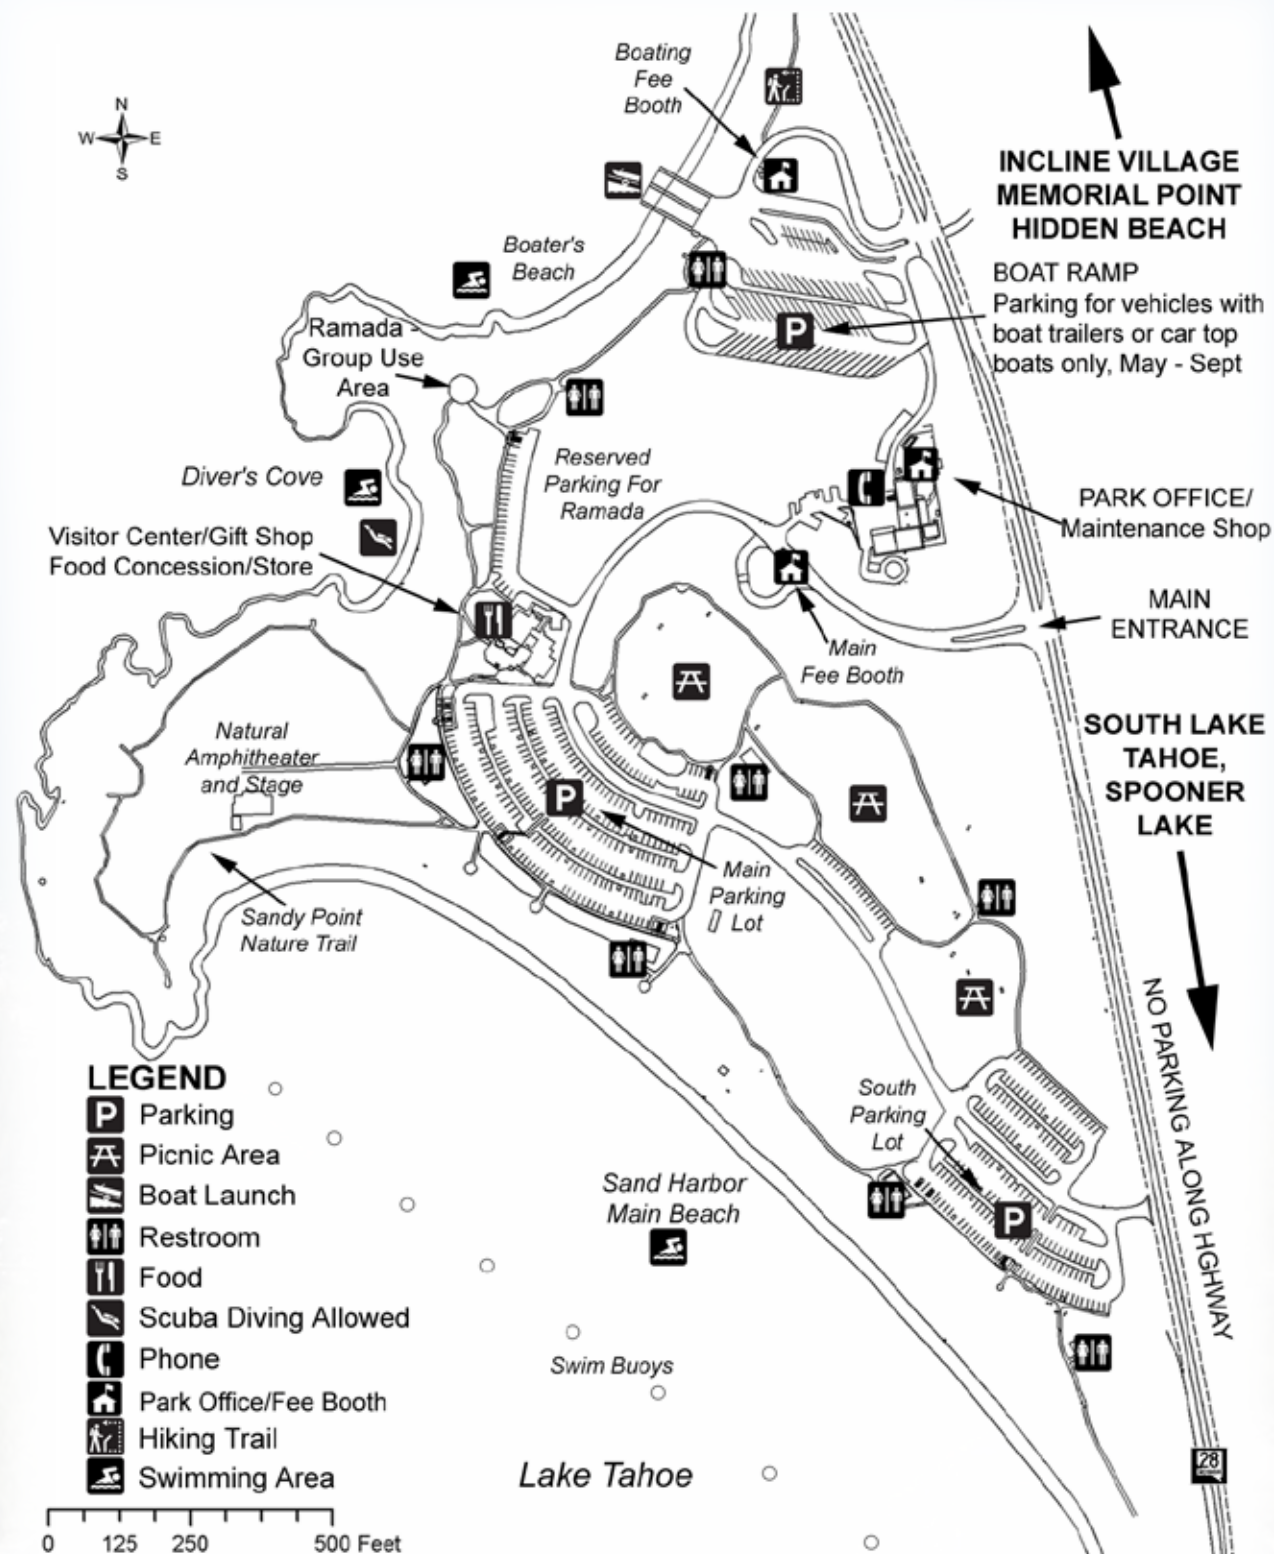 N
W E
S
Boating
Fee
Booth
INCLINE VILLAGE
MEMORIAL POINT
HIDDEN BEACH
BOAT RAMP
Parking for vehicles with
boat trailers or car top
boats only, May - Sept
Boater's
Beach
Ramada -
Group Use
Area
P
Reserved
Parking For
Ramada
Diver's Cove
PARK OFFICE/
Maintenance Shop
Visitor Center/Gift Shop
Food Concession/Store
MAIN
ENTRANCE
Main
Fee Booth
SOUTH LAKE
TAHOE,
SPOONER
LAKE
Natural
Amphitheater
and Stage
P
Main
Parking
Lot
Sandy Point
Nature Trail
NO PARKING ALONG HGHWAY
South
Parking
Lot
P
Sand Harbor
Main Beach
Swim Buoys
Lake Tahoe
28
LEGEND
P Parking
Picnic Area
Boat Launch
Restroom
Food
Scuba Diving Allowed
Phone
Park Office/Fee Booth
Hiking Trail
Swimming Area
0 125 250 500 Feet